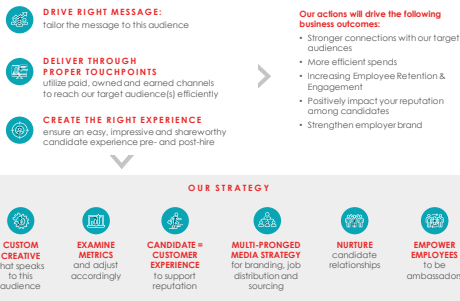 DRIVE RIGHT MESSAGE:
tailor the message to this audience
DELIVER THROUGH
PROPER TOUCHPOINTS
utilize paid, owned and earned channels
to reach our target audience(s) efficiently
CREATE THE RIGHT EXPERIENCE
ensure an easy, impressive and shareworthy
candidate experience pre- and post-hire
Our actions will drive the following
business outcomes:
• Stronger connections with our target
audiences
• More efficient spends
• Increasing Employee Retention &
Engagement
• Positively impact your reputation
among candidates
• Strengthen employer brand
OUR STRATEGY
CUSTOM
CREATIVE
hat speaks
to this
audience
EXAMINE
METRICS
and adjust
accordingly
CANDIDATE =
CUSTOMER
EXPERIENCE
to support
reputation
MULTI-PRONGED
MEDIA STRATEGY
for branding, job
distribution and
sourcing
NURTURE
candidate
relationships
EMPOWER
EMPLOYEES
to be
ambassadors